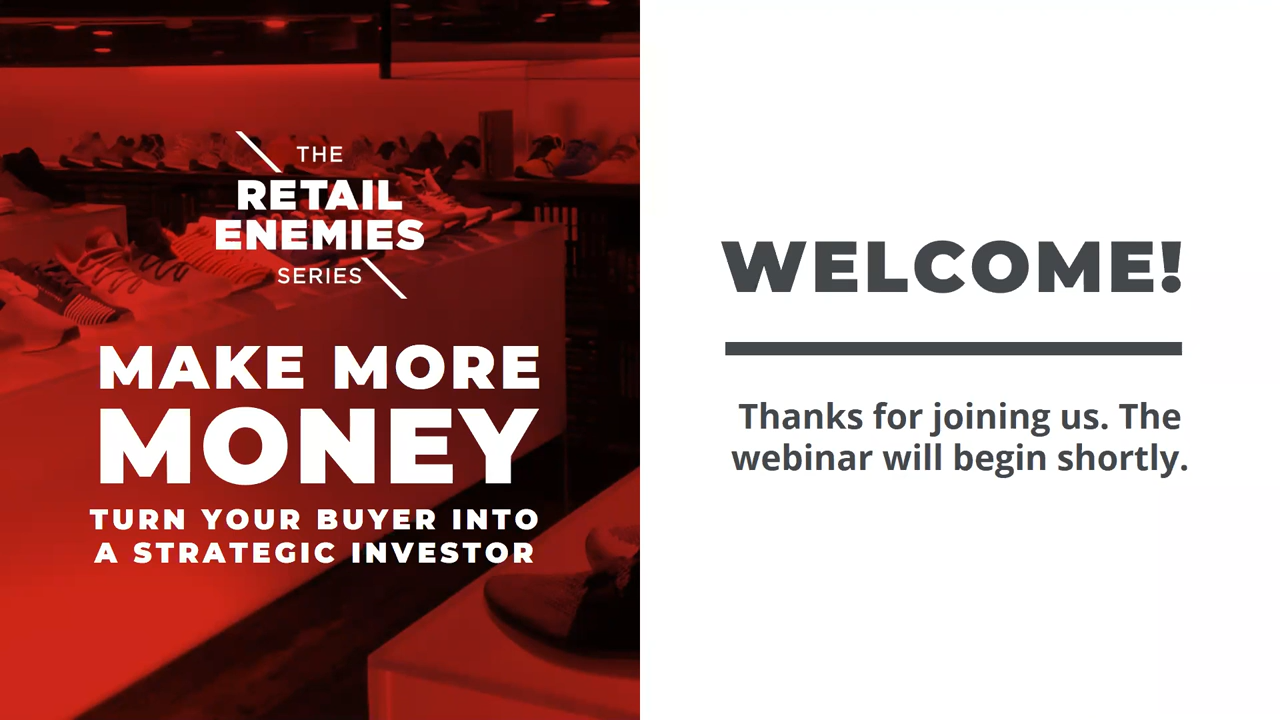 THE
RETAIL
ENEMIES
SERIES
MAKE MORE
MONEY
TURN YOUR BUYER INTO
A STRATEGIC INVESTOR
WELCOME!
Thanks for joining us. The
webinar will begin shortly.